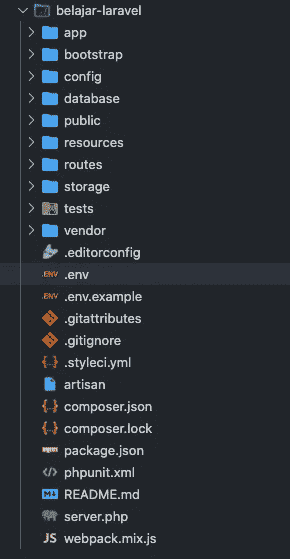 belajar-laravel
app
bootstrap
config
database
public
resources
routes
storage
tests
vendor
.editorconfig
.ENV .env
.ENV .env.example
.gitattributes
.gitignore
{··} .styleci.yml
artisan
{··} composer.json
{··} composer.lock
package.json
</> phpunit.xml
README.md
server.php
JS webpack.mix.js